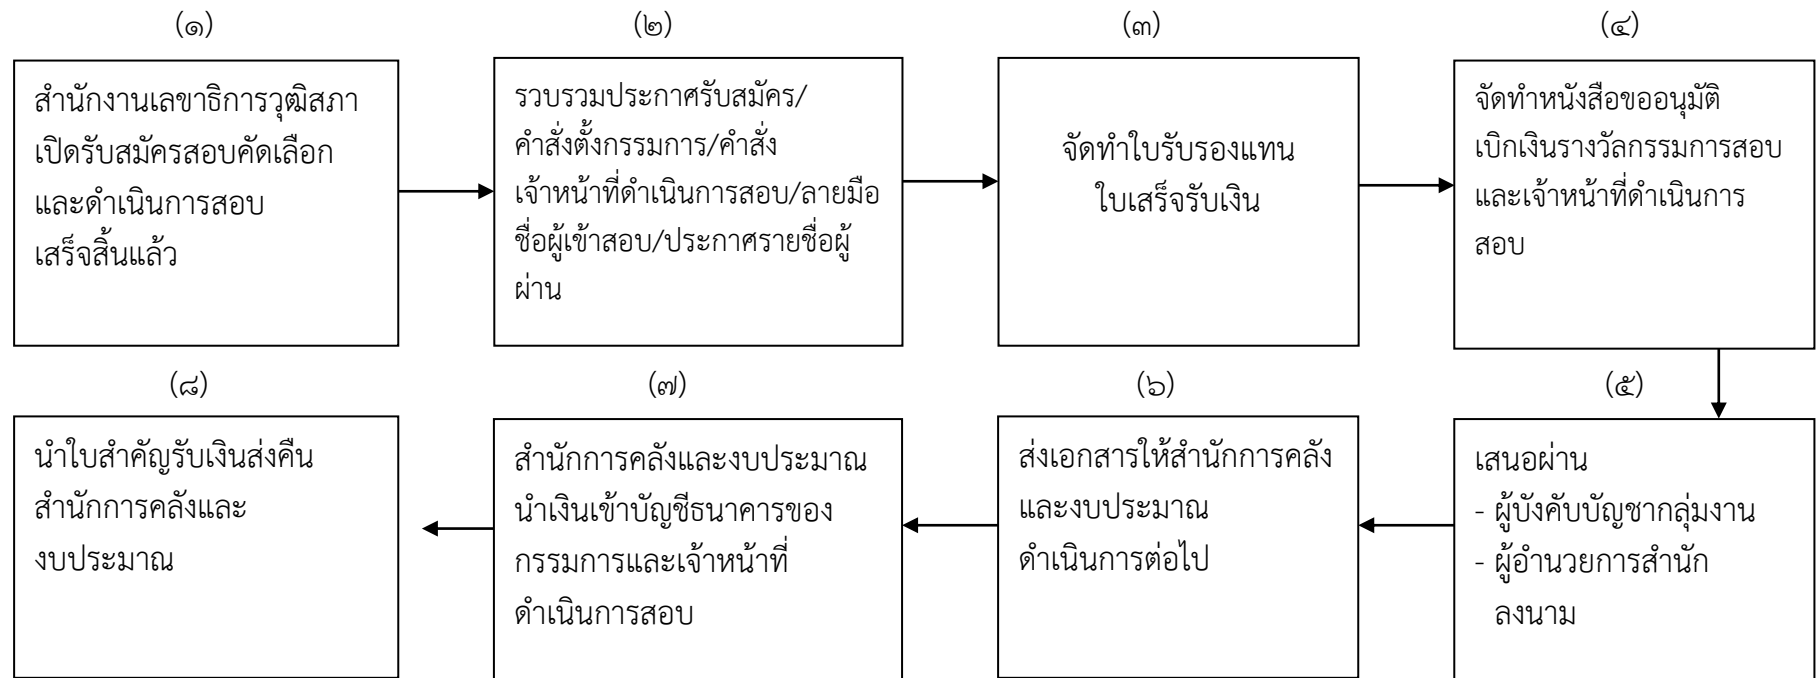 (๑)
สำนักงานเลขาธิการวุฒิสภา
เปิดรับสมัครสอบคัดเลือก
และดำเนินการสอบ
เสร็จสิ้นแล้ว
(๒)
รวบรวมประกาศรับสมัคร/
คำสั่งตั้งกรรมการ/คำสั่ง
เจ้าหน้าที่ดำเนินการสอบ/ลายมือ
ชื่อผู้เข้าสอบ/ประกาศรายชื่อผู้
ผ่าน
(๓)
จัดทำใบรับรองแทน
ใบเสร็จรับเงิน
(๔)
จัดทำหนังสือขออนุมัติ
เบิกเงินรางวัลกรรมการสอบ
และเจ้าหน้าที่ดำเนินการ
สอบ
(๕)
เสนอผ่าน
- ผู้บังคับบัญชากลุ่มงาน
- ผู้อำนวยการสำนัก
ลงนาม
(๖)
ส่งเอกสารให้สำนักการคลัง
และงบประมาณ
ดำเนินการต่อไป
(๗)
สำนักการคลังและงบประมาณ
นำเงินเข้าบัญชีธนาคารของ
กรรมการและเจ้าหน้าที่
ดำเนินการสอบ
(๘)
นำใบสำคัญรับเงินส่งคืน
สำนักการคลังและ
งบประมาณ